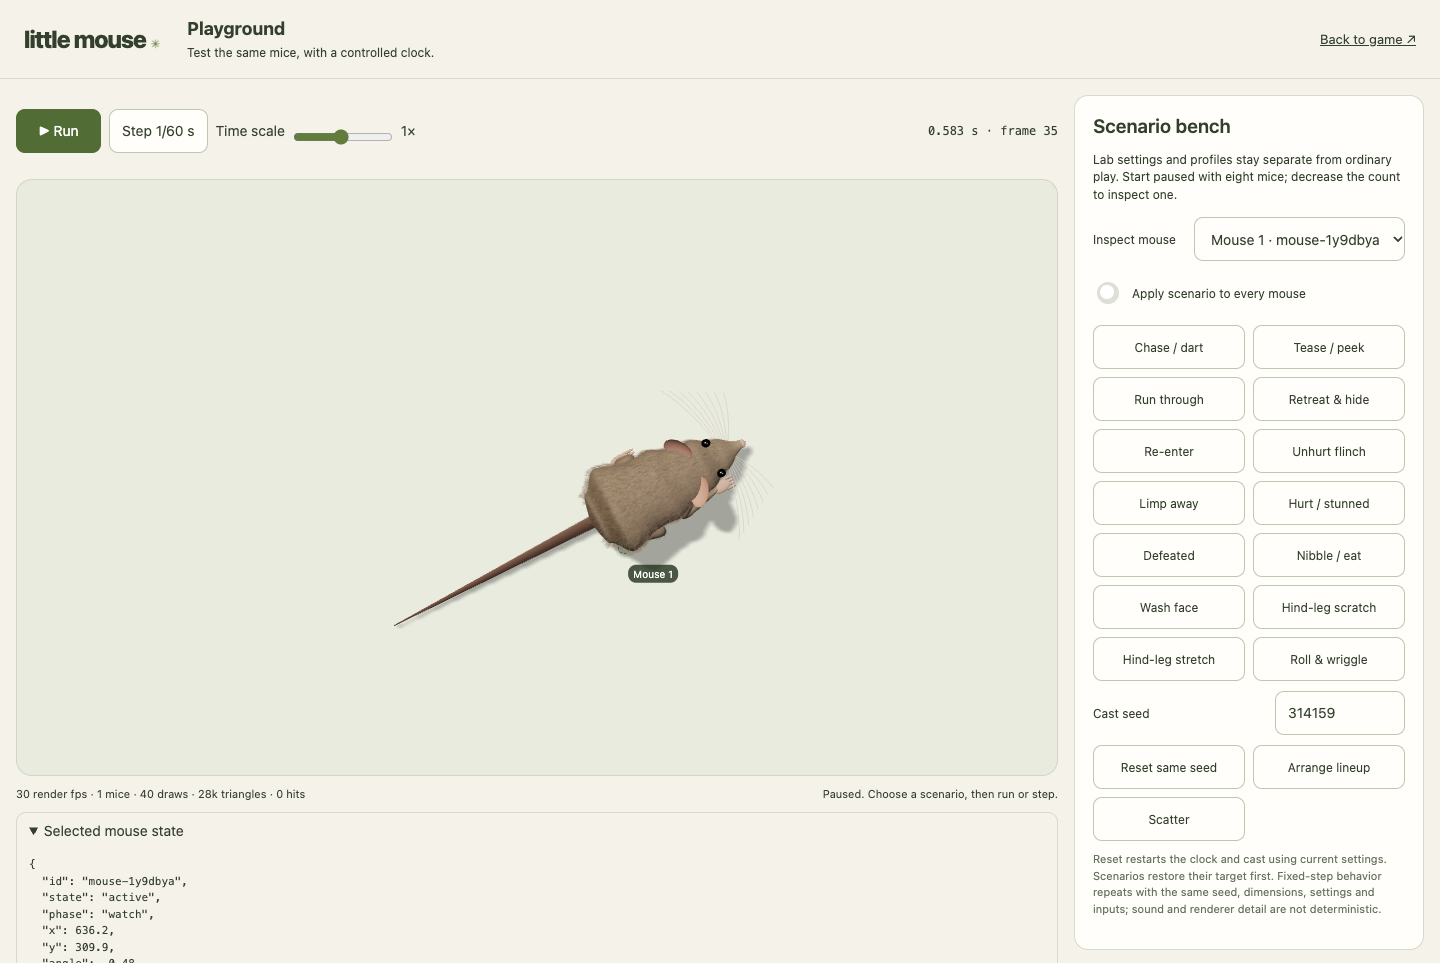 little mouse
Playground
Test the same mice, with a controlled clock.
Back to game ↗
▶ Run
Step 1/60 s
Time scale
1×
0.583 s · frame 35
Mouse 1
30 render fps · 1 mice · 40 draws · 28k triangles · 0 hits
Paused. Choose a scenario, then run or step.
▼ Selected mouse state
{
"id": "mouse-1y9dbya",
"state": "active",
"phase": "watch",
"x": 636.2,
"y": 309.9,
Scenario bench
Lab settings and profiles stay separate from ordinary
play. Start paused with eight mice; decrease the count
to inspect one.
Inspect mouse
Mouse 1 · mouse-1y9dbya
Apply scenario to every mouse
Chase / dart
Tease / peek
Run through
Retreat & hide
Re-enter
Unhurt flinch
Limp away
Hurt / stunned
Defeated
Nibble / eat
Wash face
Hind-leg scratch
Hind-leg stretch
Roll & wriggle
Cast seed
314159
Reset same seed
Arrange lineup
Scatter
Reset restarts the clock and cast using current settings.
Scenarios restore their target first. Fixed-step behavior
repeats with the same seed, dimensions, settings and
inputs; sound and renderer detail are not deterministic.